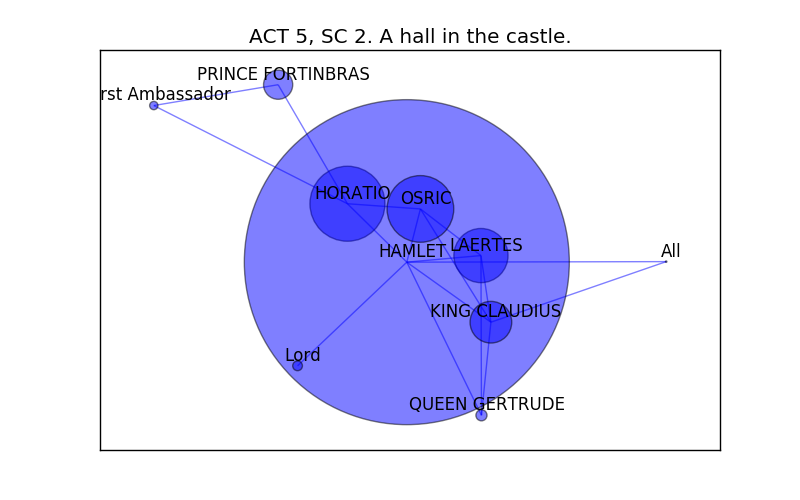 ACT 5, SC 2. A hall in the castle.
PRINCE FORTINBRAS
rst Ambassador
HORATIO
OSRIC
HAMLET
LAERTES
All
KING CLAUDIUS
Lord
QUEEN GERTRUDE